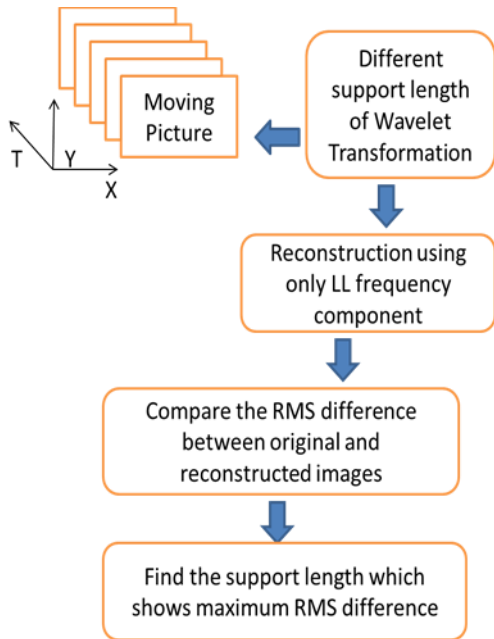 Moving
Picture
T
Y
X
Different
support length
of Wavelet
Transformation
Reconstruction using
only LL frequency
component
Compare the RMS difference
between original and
reconstructed images
Find the support length which
shows maximum RMS difference